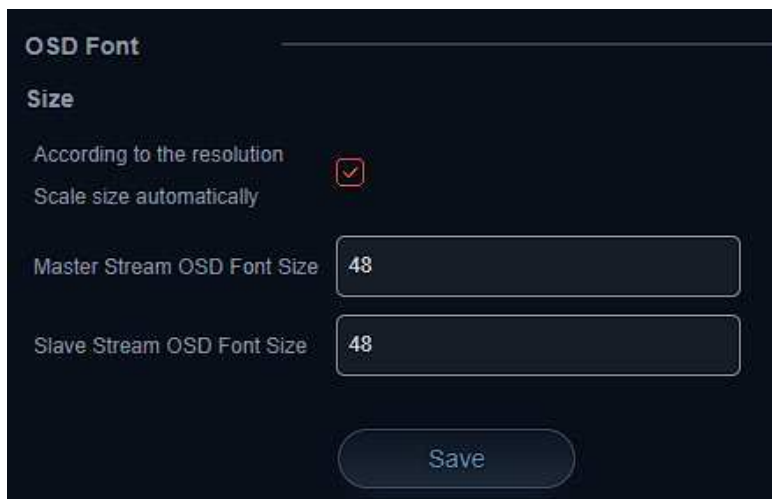 OSD Font
Size
According to the resolution
Scale size automatically
Master Stream OSD Font Size
48
Slave Stream OSD Font Size
48
Save